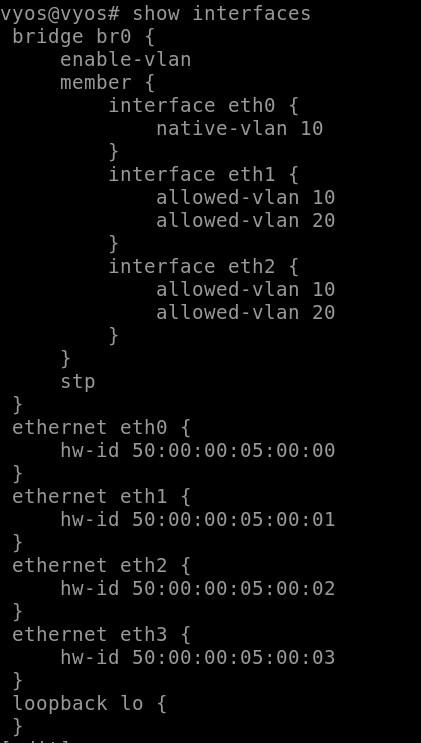 vyos@vyos# show interfaces
 bridge br0 {
     enable-vlan
     member {
         interface eth0 {
             native-vlan 10
         }
         interface eth1 {
             allowed-vlan 10
             allowed-vlan 20
         }
         interface eth2 {
             allowed-vlan 10
             allowed-vlan 20
         }
     }
     stp
 }
 ethernet eth0 {
     hw-id 50:00:00:05:00:00
 }
 ethernet eth1 {
     hw-id 50:00:00:05:00:01
 }
 ethernet eth2 {
     hw-id 50:00:00:05:00:02
 }
 ethernet eth3 {
     hw-id 50:00:00:05:00:03
 }
 loopback lo {
 }